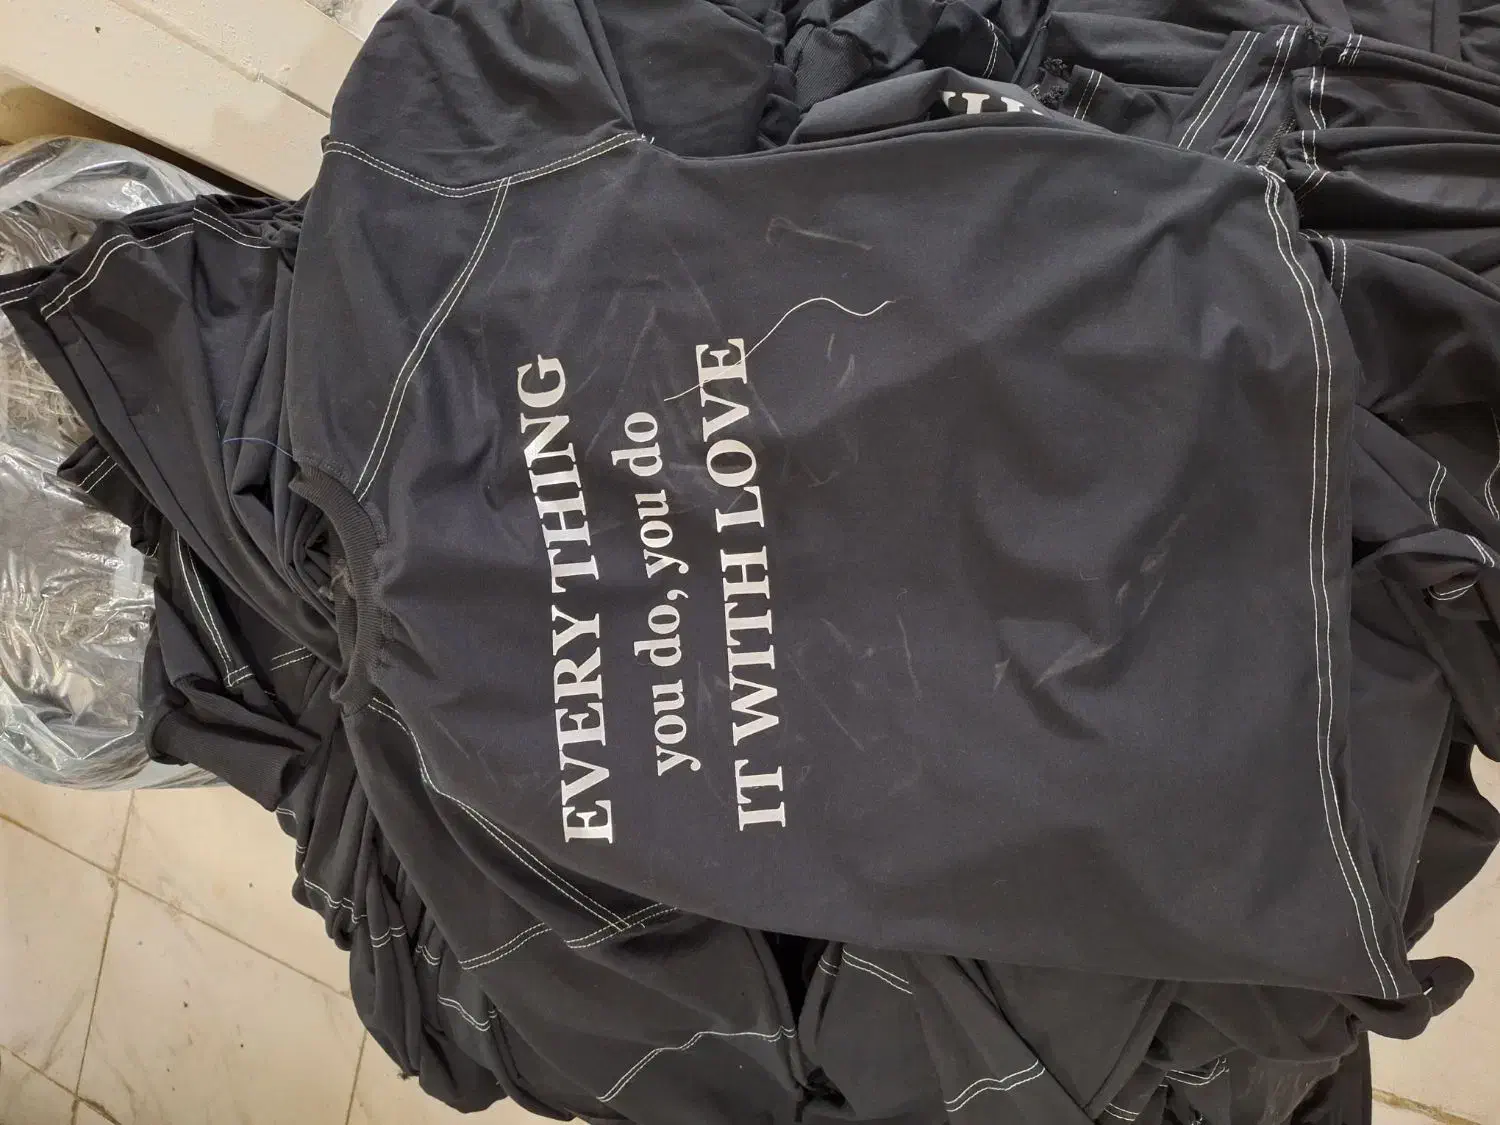 EVERY THING
you do, you do
IT WITH LOVE